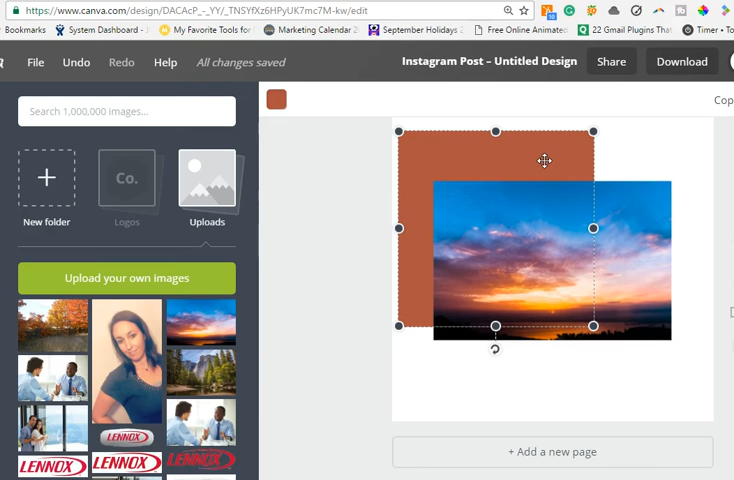 https://www.canva.com/design/DACAcP_-_YY/_TNSYfXz6HPyUK7mc7M-kw/edit
Bookmarks System Dashboard - My Favorite Tools f Marketing Calendar 2 September Holidays 2 Free Online Animated 22 Gmail Plugins That Timer • To
File Undo Redo Help All changes saved Instagram Post – Untitled Design Share Download
Search 1,000,000 images...
Cop
Co.
New folder Logos Uploads
Upload your own images
LENNOX
LENNOX LENNOX LENNOX
+ Add a new page